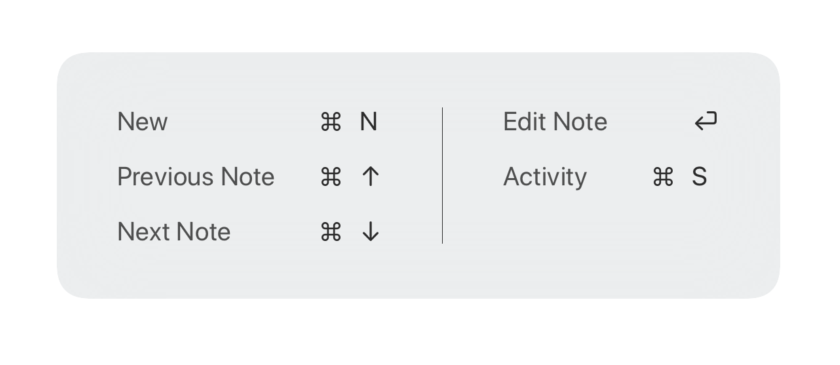 New ⌘ N
Previous Note ⌘ ↑
Next Note ⌘ ↓
Edit Note ↩
Activity ⌘ S